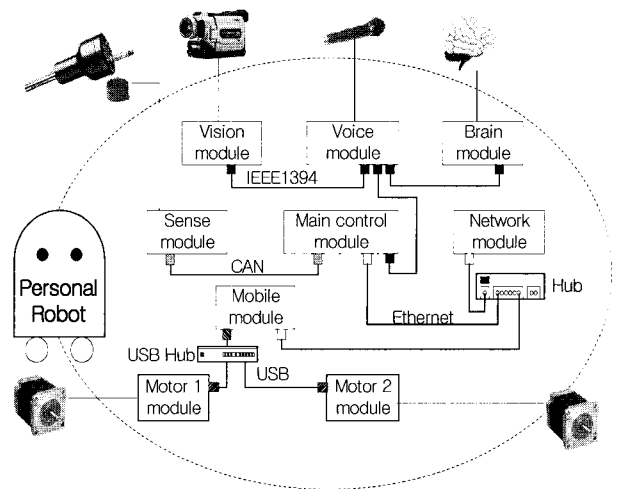 Vision
module
Voice
module
Brain
module
IEEE1394
Sense
module
Main control
module
Network
module
CAN
Personal
Robot
Mobile
module
Ethernet
Hub
USB Hub
USB
Motor 1
module
Motor 2
module